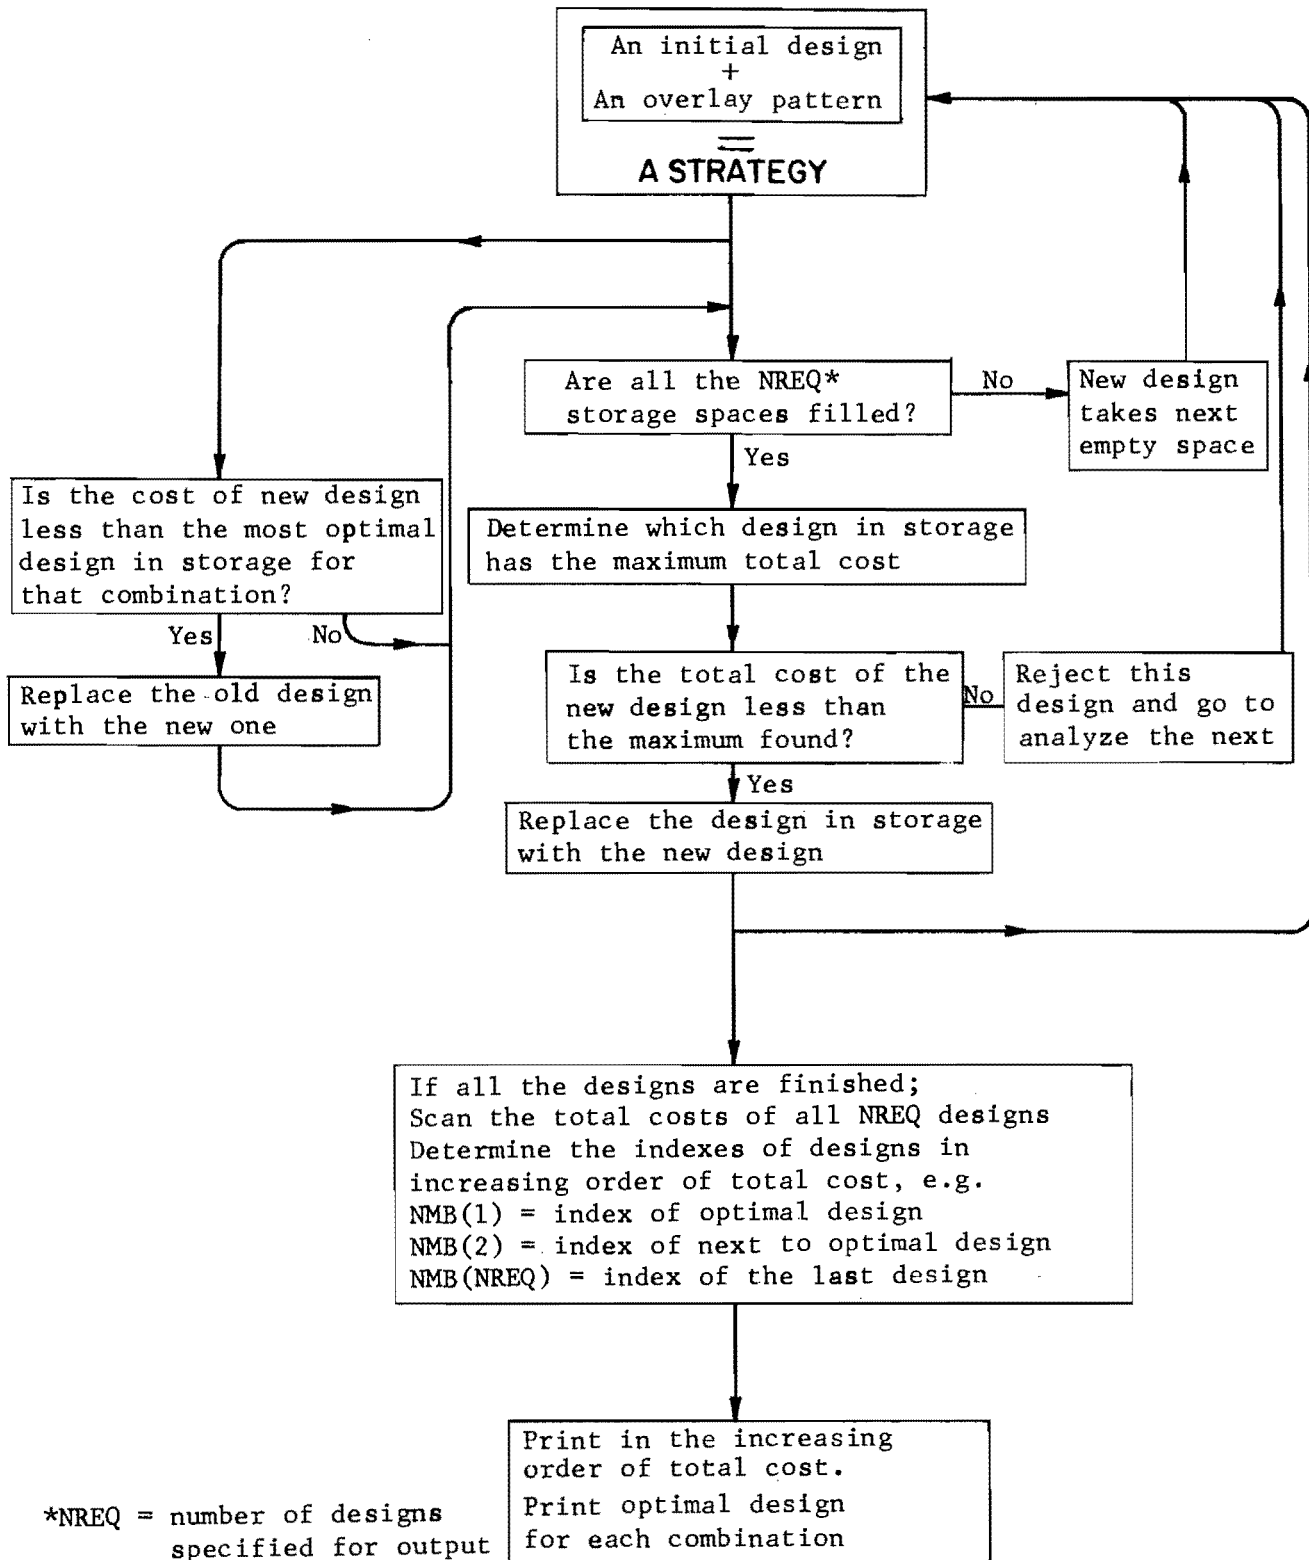 An initial design
+
An overlay pattern
=
A STRATEGY
Are all the NREQ*
storage spaces filled?
No
New design
takes next
empty space
Yes
Is the cost of new design
less than the most optimal
design in storage for
that combination?
Yes
No
Replace the old design
with the new one
Determine which design in storage
has the maximum total cost
Is the total cost of the
new design less than
the maximum found?
No
Reject this
design and go to
analyze the next
Yes
Replace the design in storage
with the new design
If all the designs are finished;
Scan the total costs of all NREQ designs
Determine the indexes of designs in
increasing order of total cost, e.g.
NMB(1) = index of optimal design
NMB(2) = index of next to optimal design
NMB(NREQ) = index of the last design
Print in the increasing
order of total cost.
Print optimal design
for each combination
*NREQ = number of designs
specified for output